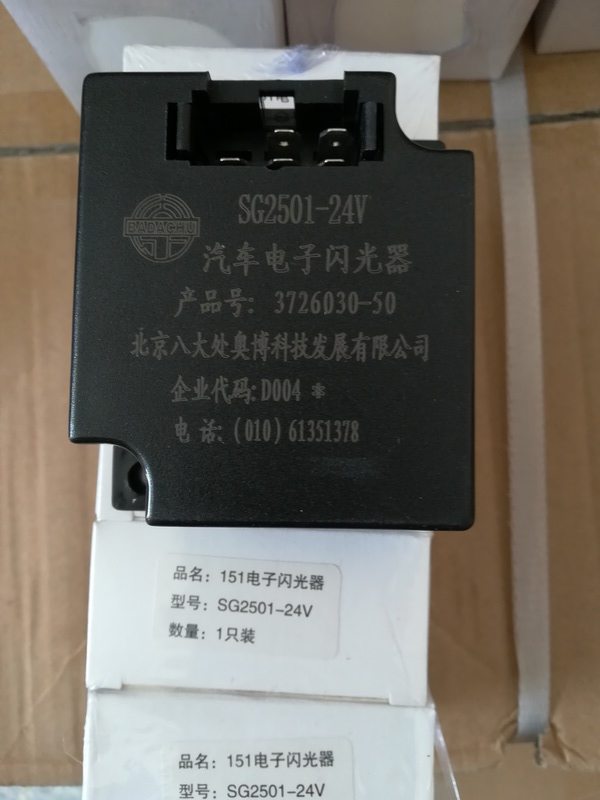 BADACHU
SG2501-24V
汽车电子闪光器
产品号: 3726030-50
北京八大处奥博科技发展有限公司
企业代码: D004 *
电 话: (010) 61351378
品名: 151电子闪光器
型号: SG2501-24V
数量: 1只装
品名: 151电子闪光器
型号: SG2501-24V